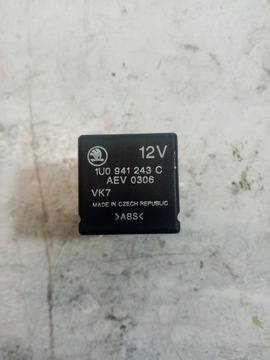 12V
1U0 941 243 C
AEV 0306
VK7
MADE IN CZECH REPUBLIC
>ABS<